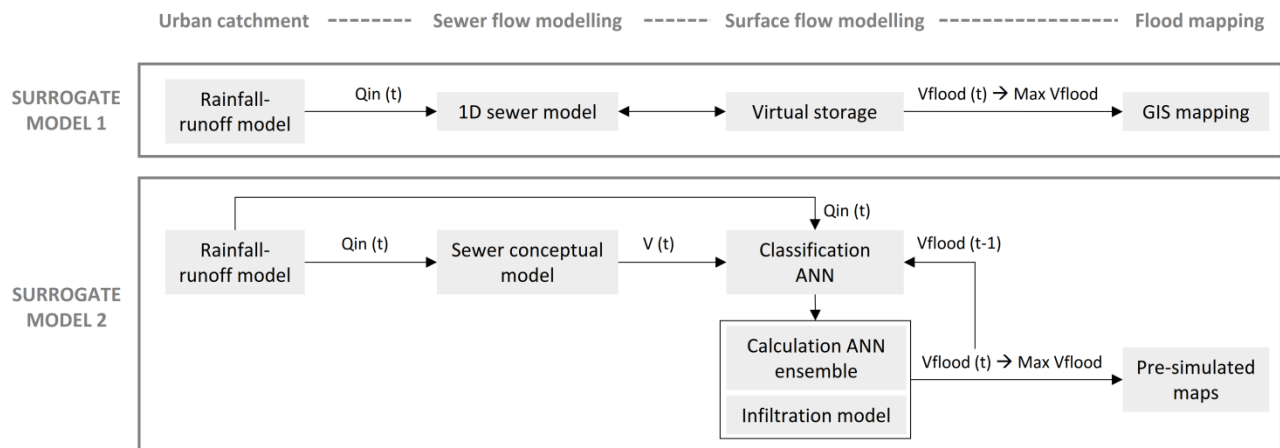 Urban catchment
Sewer flow modelling
Surface flow modelling
Flood mapping
SURROGATE
MODEL 1
Rainfall-
runoff model
Qin (t)
1D sewer model
Virtual storage
Vflood (t) → Max Vflood
GIS mapping
SURROGATE
MODEL 2
Qin (t)
Rainfall-
runoff model
Qin (t)
Sewer conceptual
model
V (t)
Classification
ANN
Vflood (t-1)
Calculation ANN
ensemble
Infiltration model
Vflood (t) → Max Vflood
Pre-simulated
maps